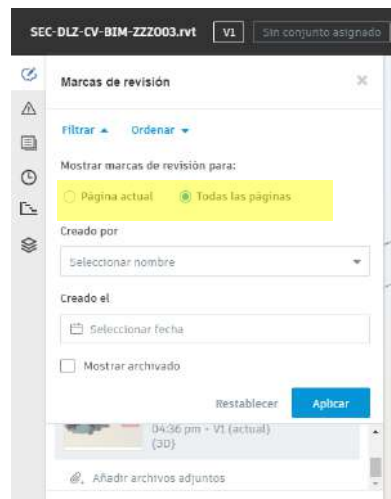 SEC-DLZ-CV-BIM-ZZZ003.rvt V1 Sin conjunto asignado
Marcas de revisión
Filtrar Ordenar
Mostrar marcas de revisión para:
Página actual Todas las páginas
Creado por
Seleccionar nombre
Creado el
Seleccionar fecha
Mostrar archivado
Restablecer Aplicar
04:36 pm - V1 (actual)
(3D)
Añadir archivos adjuntos